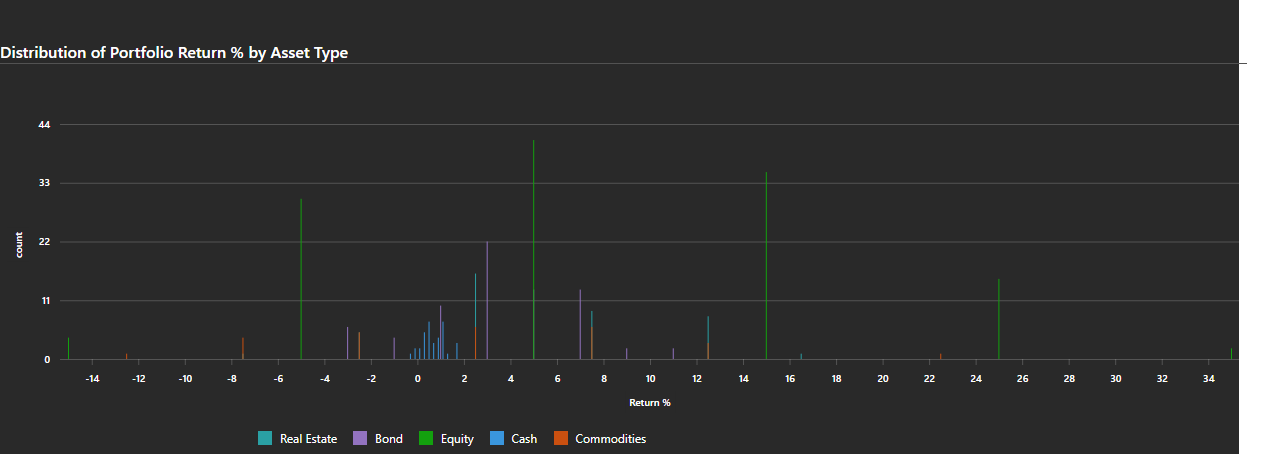 Distribution of Portfolio Return % by Asset Type
44
33
22
11
0
count
-14 -12 -10 -8 -6 -4 -2 0 2 4 6 8 10 12 14 16 18 20 22 24 26 28 30 32 34
Return %
Real Estate Bond Equity Cash Commodities